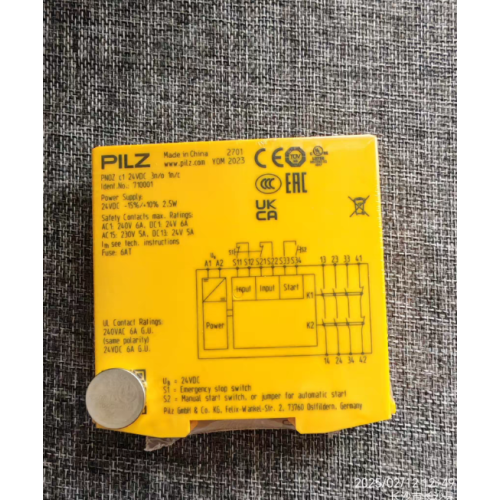 PILZ
Made in China 2701
www.pilz.com YOM 2023
PNOZ c1 24VDC 3n/o 1n/c
Ident.No.: 710001
CE
UK
CA
CCC
EAC
Power Supply:
24VDC -15%/+10% 2.5W
Safety Contacts max. Ratings:
AC1: 240V 6A, DC1: 24V 6A
AC15: 230V 5A, DC13: 24V 5A
see tech. instructions
Fuse: 6AT
A1 A2 S11 S12 S21 S22 S33 S34 13 23 33 41
Input Input Start
Power
K1
K2
14 24 34 42
UL Contact Ratings:
240VAC 6A G.U.
(same polarity)
24VDC 6A G.U.
UB = 24VDC
S1 = Emergency stop switch
S2 = Manual start switch, or jumper for automatic start
Pilz GmbH & Co. KG, Felix-Wankel-Str. 2, 73760 Ostfildern, Germany